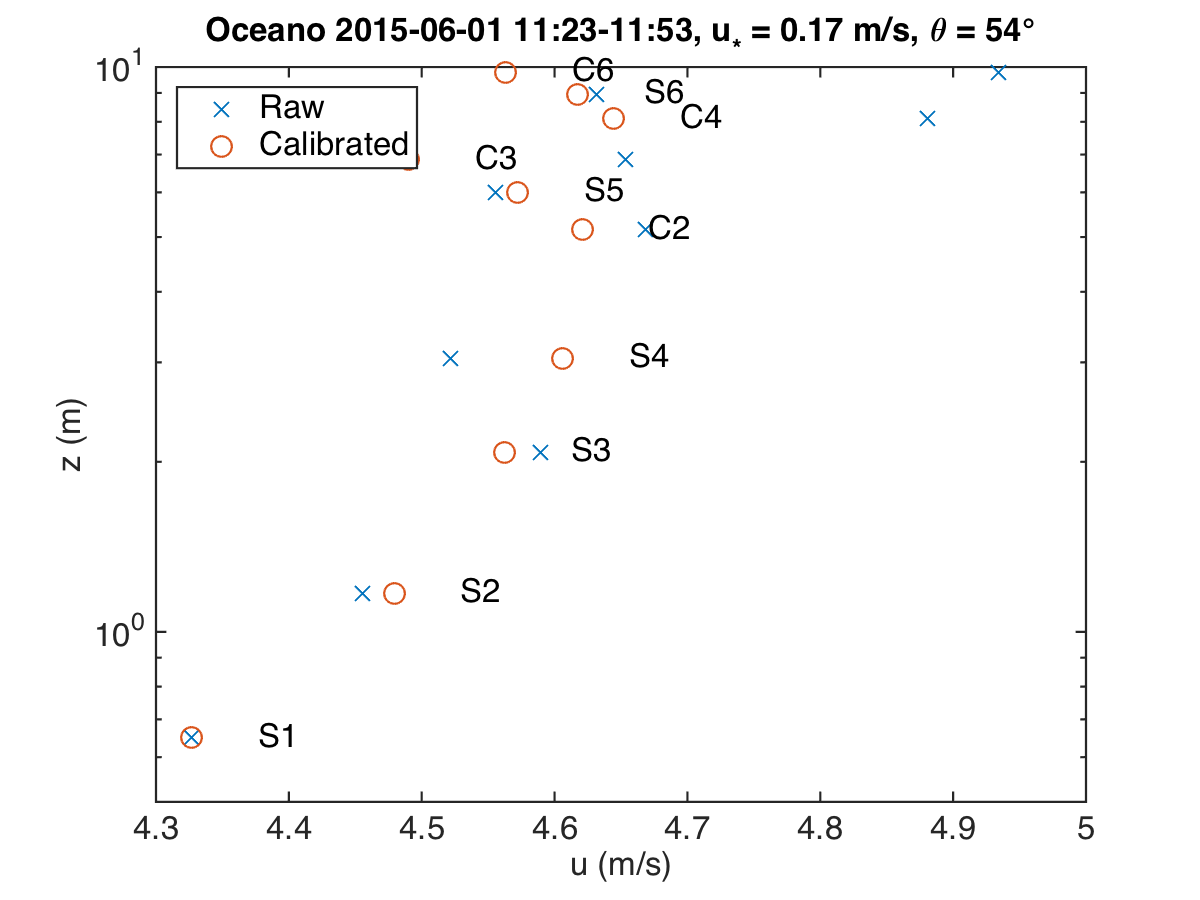 Oceano 2015-06-01 11:23-11:53, u* = 0.17 m/s, θ = 54°
10¹
C6
S6
Raw
C4
Calibrated
C3
S5
C2
S4
z (m)
S3
S2
10⁰
S1
4.3 4.4 4.5 4.6 4.7 4.8 4.9 5
u (m/s)